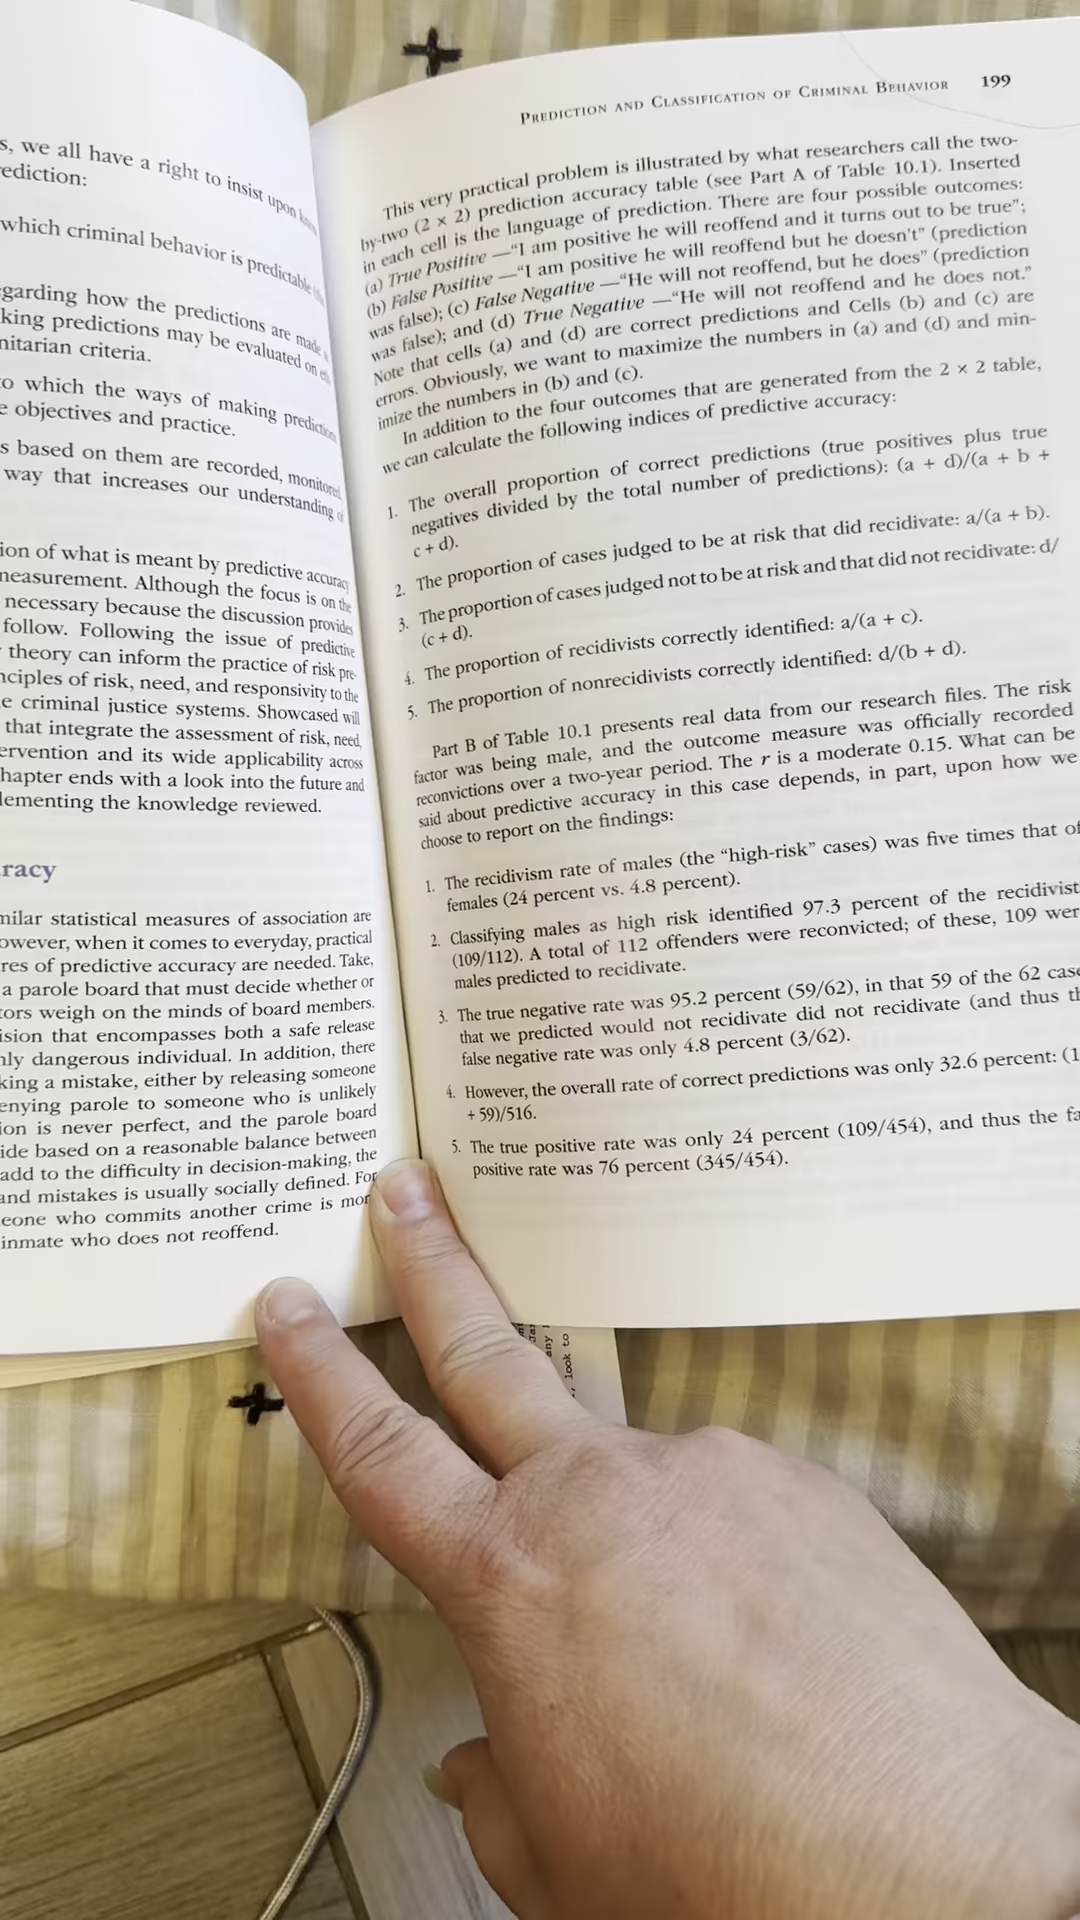 s, we all have a right to insist upon
ediction:
which criminal behavior is predictable
garding how the predictions are made
king predictions may be evaluated on
nitarian criteria.
to which the ways of making prediction
e objectives and practice.
s based on them are recorded, monitored,
way that increases our understanding of
ion of what is meant by predictive accuracy
measurement. Although the focus is on the
necessary because the discussion provides
follow. Following the issue of predictive
theory can inform the practice of risk pre-
nciples of risk, need, and responsivity to the
e criminal justice systems. Showcased will
that integrate the assessment of risk, need,
ervention and its wide applicability across
hapter ends with a look into the future and
lementing the knowledge reviewed.
racy
milar statistical measures of association are
owever, when it comes to everyday, practical
res of predictive accuracy are needed. Take,
a parole board that must decide whether or
tors weigh on the minds of board members.
ision that encompasses both a safe release
nly dangerous individual. In addition, there
king a mistake, either by releasing someone
enying parole to someone who is unlikely
ion is never perfect, and the parole board
ide based on a reasonable balance between
add to the difficulty in decision-making, the
and mistakes is usually socially defined. For
eone who commits another crime is mor
inmate who does not reoffend.
PREDICTION AND CLASSIFICATION OF CRIMINAL BEHAVIOR 199
This very practical problem is illustrated by what researchers call the two-
by-two (2 × 2) prediction accuracy table (see Part A of Table 10.1). Inserted
in each cell is the language of prediction. There are four possible outcomes:
(a) True Positive —"I am positive he will reoffend and it turns out to be true";
(b) False Positive —"I am positive he will reoffend but he doesn't" (prediction
was false); (c) False Negative —"He will not reoffend, but he does" (prediction
was false); and (d) True Negative —"He will not reoffend and he does not."
Note that cells (a) and (d) are correct predictions and Cells (b) and (c) are
errors. Obviously, we want to maximize the numbers in (a) and (d) and min-
imize the numbers in (b) and (c).
In addition to the four outcomes that are generated from the 2 × 2 table,
we can calculate the following indices of predictive accuracy:
1. The overall proportion of correct predictions (true positives plus true
negatives divided by the total number of predictions): (a + d)/(a + b +
c + d).
2. The proportion of cases judged to be at risk that did recidivate: a/(a + b).
3. The proportion of cases judged not to be at risk and that did not recidivate: d/
(c + d).
4. The proportion of recidivists correctly identified: a/(a + c).
5. The proportion of nonrecidivists correctly identified: d/(b + d).
Part B of Table 10.1 presents real data from our research files. The risk
factor was being male, and the outcome measure was officially recorded
reconvictions over a two-year period. The r is a moderate 0.15. What can be
said about predictive accuracy in this case depends, in part, upon how we
choose to report on the findings:
1. The recidivism rate of males (the "high-risk" cases) was five times that of
females (24 percent vs. 4.8 percent).
2. Classifying males as high risk identified 97.3 percent of the recidivist
(109/112). A total of 112 offenders were reconvicted; of these, 109 wer
males predicted to recidivate.
3. The true negative rate was 95.2 percent (59/62), in that 59 of the 62 case
that we predicted would not recidivate did not recidivate (and thus th
false negative rate was only 4.8 percent (3/62).
4. However, the overall rate of correct predictions was only 32.6 percent: (1
+ 59)/516.
5. The true positive rate was only 24 percent (109/454), and thus the fa
positive rate was 76 percent (345/454).
any
look to